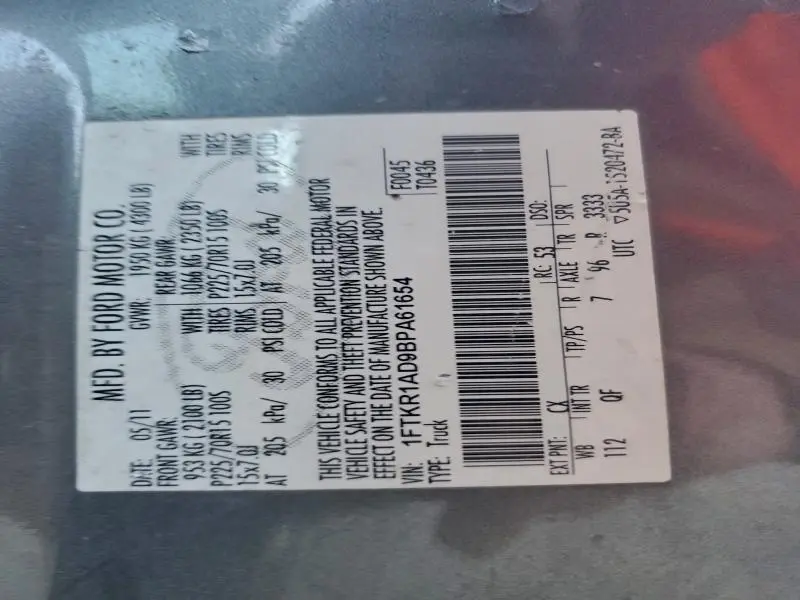 MFD. BY FORD MOTOR CO.
DATE: 05/11 GVWR: 1950 KG ( 4300 LB)
FRONT GAWR: REAR GAWR:
953 KG ( 2100 LB) WITH 1066 KG ( 2350 LB) WITH
P225/70R15 100S TIRES P225/70R15 100S TIRES
15x7.0J RIMS 15x7.0J RIMS
AT 205 kPa/ 30 PSI COLD AT 205 kPa/ 30 PSI COLD
THIS VEHICLE CONFORMS TO ALL APPLICABLE FEDERAL MOTOR
VEHICLE SAFETY AND THEFT PREVENTION STANDARDS IN
EFFECT ON THE DATE OF MANUFACTURE SHOWN ABOVE.
VIN: 1FTKR1AD9BPA61654 F0045
TYPE: Truck T0436
EXT PNT: CX RC: 53 DSO:
WB INT TR TP/PS R AXLE TR SPR
112 QF 7 96 R 3333
UTC ▽5U5A-1520472-BA